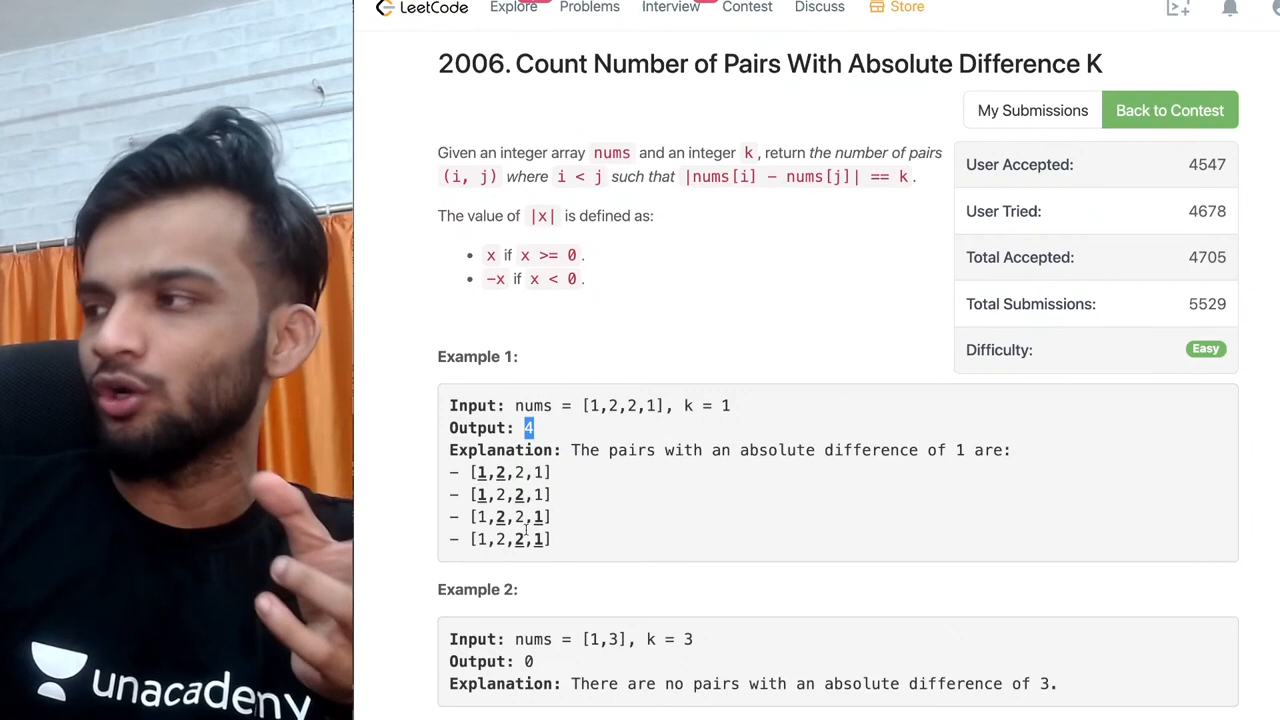 LeetCode Explore Problems Interview Contest Discuss Store
2006. Count Number of Pairs With Absolute Difference K
My Submissions Back to Contest
Given an integer array nums and an integer k, return the number of pairs
(i, j) where i < j such that |nums[i] - nums[j]| == k.
The value of |x| is defined as:
• x if x >= 0.
• -x if x < 0.
User Accepted: 4547
User Tried: 4678
Total Accepted: 4705
Total Submissions: 5529
Difficulty: Easy
Example 1:
Input: nums = [1,2,2,1], k = 1
Output: 4
Explanation: The pairs with an absolute difference of 1 are:
- [1,2,2,1]
- [1,2,2,1]
- [1,2,2,1]
- [1,2,2,1]
Example 2:
Input: nums = [1,3], k = 3
Output: 0
Explanation: There are no pairs with an absolute difference of 3.
unacademy